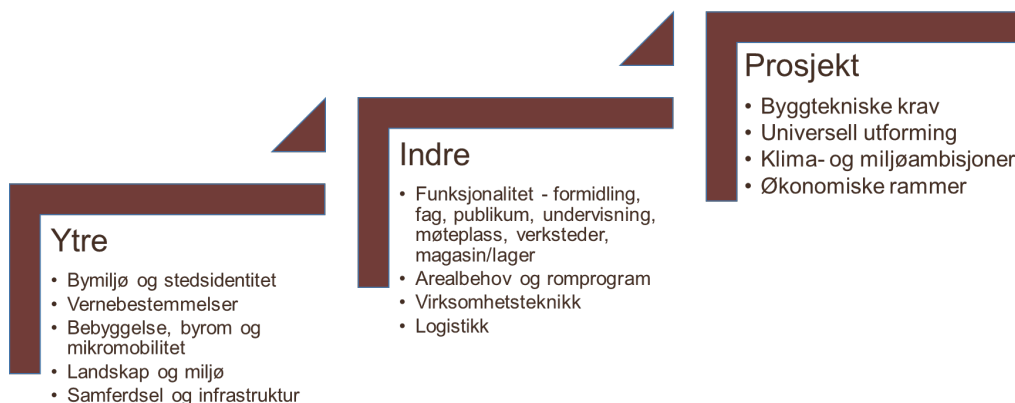 Ytre
• Bymiljø og stedsidentitet
• Vernebestemmelser
• Bebyggelse, byrom og
mikromobilitet
• Landskap og miljø
• Samferdsel og infrastruktur
Indre
• Funksjonalitet - formidling,
fag, publikum, undervisning,
møteplass, verksteder,
magasin/lager
• Arealbehov og romprogram
• Virksomhetsteknikk
• Logistikk
Prosjekt
• Byggtekniske krav
• Universell utforming
• Klima- og miljøambisjoner
• Økonomiske rammer